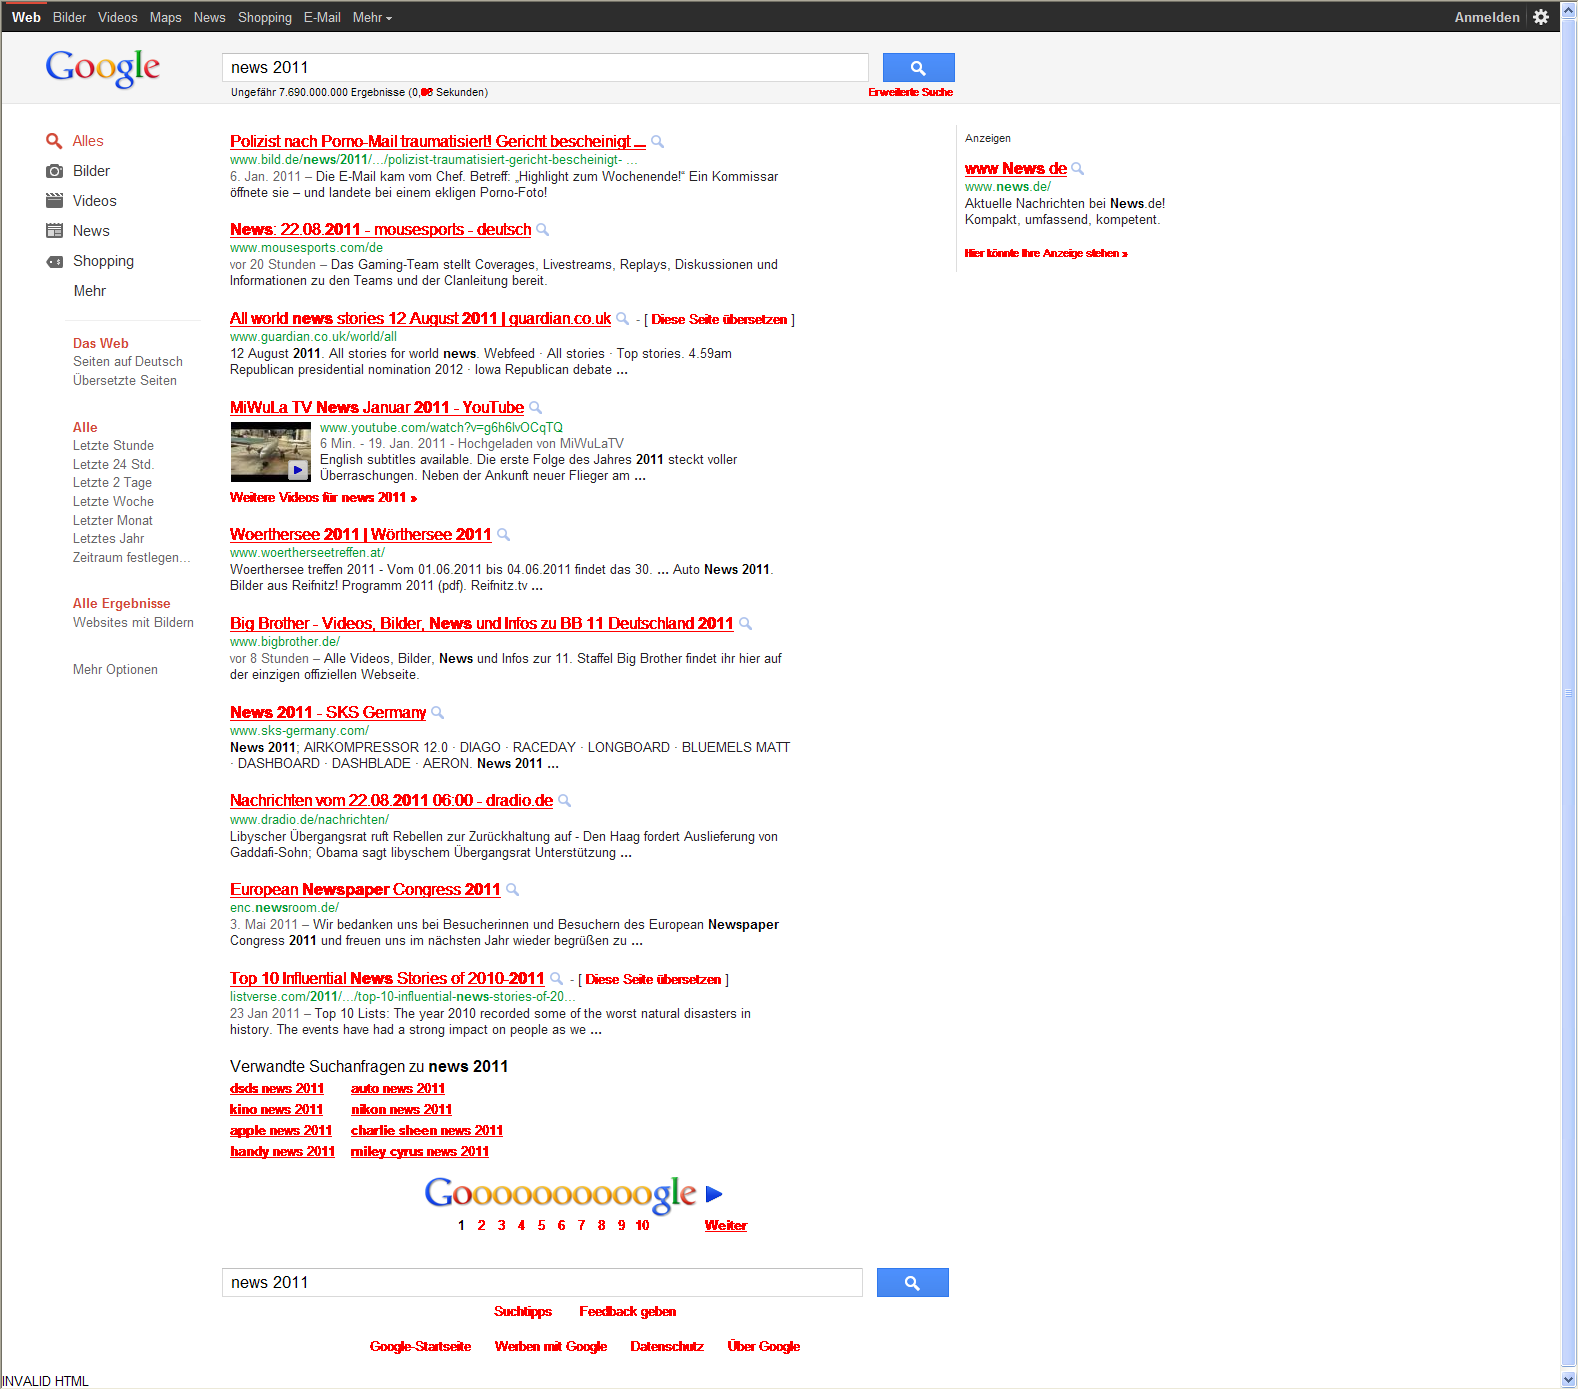 Web Bilder Videos Maps News Shopping E-Mail Mehr Anmelden
Google
news 2011
Ungefähr 7.690.000.000 Ergebnisse (0, Sekunden)
Erweiterte Suche
Alles
Bilder
Videos
News
Shopping
Mehr
Das Web
Seiten auf Deutsch
Übersetzte Seiten
Alle
Letzte Stunde
Letzte 24 Std.
Letzte 2 Tage
Letzte Woche
Letzter Monat
Letztes Jahr
Zeitraum festlegen...
Alle Ergebnisse
Websites mit Bildern
Mehr Optionen
Polizist nach Porno-Mail traumatisiert! Gericht bescheinigt ...
www.bild.de/news/2011/.../polizist-traumatisiert-gericht-bescheinigt- ...
6. Jan. 2011 – Die E-Mail kam vom Chef. Betreff: „Highlight zum Wochenende!“ Ein Kommissar
öffnete sie – und landete bei einem ekligen Porno-Foto!
News: 22.08.2011 - mousesports - deutsch
www.mousesports.com/de
vor 20 Stunden – Das Gaming-Team stellt Coverages, Livestreams, Replays, Diskussionen und
Informationen zu den Teams und der Clanleitung bereit.
All world news stories 12 August 2011 | guardian.co.uk - [ Diese Seite übersetzen ]
www.guardian.co.uk/world/all
12 August 2011. All stories for world news. Webfeed · All stories · Top stories. 4.59am
Republican presidential nomination 2012 · Iowa Republican debate ...
MiWuLa TV News Januar 2011 - YouTube
www.youtube.com/watch?v=g6h6lvOCqTQ
6 Min. - 19. Jan. 2011 - Hochgeladen von MiWuLaTV
English subtitles available. Die erste Folge des Jahres 2011 steckt voller
Überraschungen. Neben der Ankunft neuer Flieger am ...
Weitere Videos für news 2011 »
Woerthersee 2011 | Wörthersee 2011
www.woertherseetreffen.at/
Woerthersee treffen 2011 - Vom 01.06.2011 bis 04.06.2011 findet das 30. ... Auto News 2011.
Bilder aus Reifnitz! Programm 2011 (pdf). Reifnitz.tv ...
Big Brother - Videos, Bilder, News und Infos zu BB 11 Deutschland 2011
www.bigbrother.de/
vor 8 Stunden – Alle Videos, Bilder, News und Infos zur 11. Staffel Big Brother findet ihr hier auf
der einzigen offiziellen Webseite.
News 2011 - SKS Germany
www.sks-germany.com/
News 2011; AIRKOMPRESSOR 12.0 · DIAGO · RACEDAY · LONGBOARD · BLUEMELS MATT
· DASHBOARD · DASHBLADE · AERON. News 2011 ...
Nachrichten vom 22.08.2011 06:00 - dradio.de
www.dradio.de/nachrichten/
Libyscher Übergangsrat ruft Rebellen zur Zurückhaltung auf - Den Haag fordert Auslieferung von
Gaddafi-Sohn; Obama sagt libyschem Übergangsrat Unterstützung ...
European Newspaper Congress 2011
enc.newsroom.de/
3. Mai 2011 – Wir bedanken uns bei Besucherinnen und Besuchern des European Newspaper
Congress 2011 und freuen uns im nächsten Jahr wieder begrüßen zu ...
Top 10 Influential News Stories of 2010-2011 - [ Diese Seite übersetzen ]
listverse.com/2011/.../top-10-influential-news-stories-of-20...
23 Jan 2011 – Top 10 Lists: The year 2010 recorded some of the worst natural disasters in
history. The events have had a strong impact on people as we ...
Anzeigen
www News de
www.news.de/
Aktuelle Nachrichten bei News.de!
Kompakt, umfassend, kompetent.
Hier könnte Ihre Anzeige stehen »
Verwandte Suchanfragen zu news 2011
dsds news 2011 auto news 2011
kino news 2011 nikon news 2011
apple news 2011 charlie sheen news 2011
handy news 2011 miley cyrus news 2011
Goooooooooogle
1 2 3 4 5 6 7 8 9 10 Weiter
news 2011
Suchtipps Feedback geben
Google-Startseite Werben mit Google Datenschutz Über Google
INVALID HTML